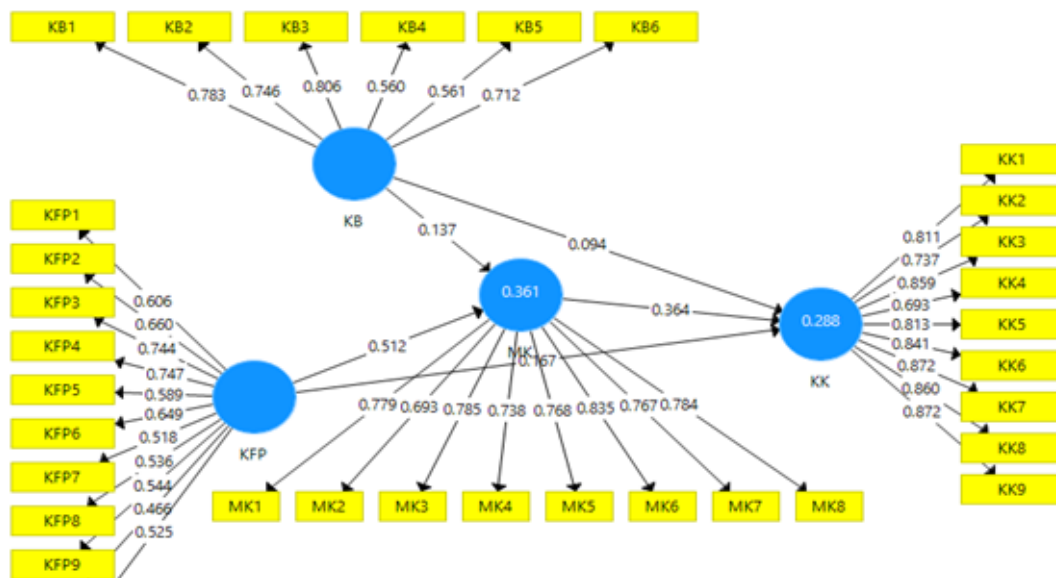 KB1 KB2 KB3 KB4 KB5 KB6
0.783 0.746 0.806 0.560 0.561 0.712
KB
KFP1
KFP2
KFP3
KFP4
KFP5
KFP6
KFP7
KFP8
KFP9
0.606
0.660
0.744
0.747
0.589
0.649
0.518
0.536
0.544
0.466
0.525
KFP
0.137
0.094
0.512
0.361
MK
0.364
0.167
0.288
KK
0.779 0.693 0.785 0.738 0.768 0.835 0.767 0.784
MK1 MK2 MK3 MK4 MK5 MK6 MK7 MK8
0.811
0.737
0.859
0.693
0.813
0.841
0.872
0.860
0.872
KK1
KK2
KK3
KK4
KK5
KK6
KK7
KK8
KK9